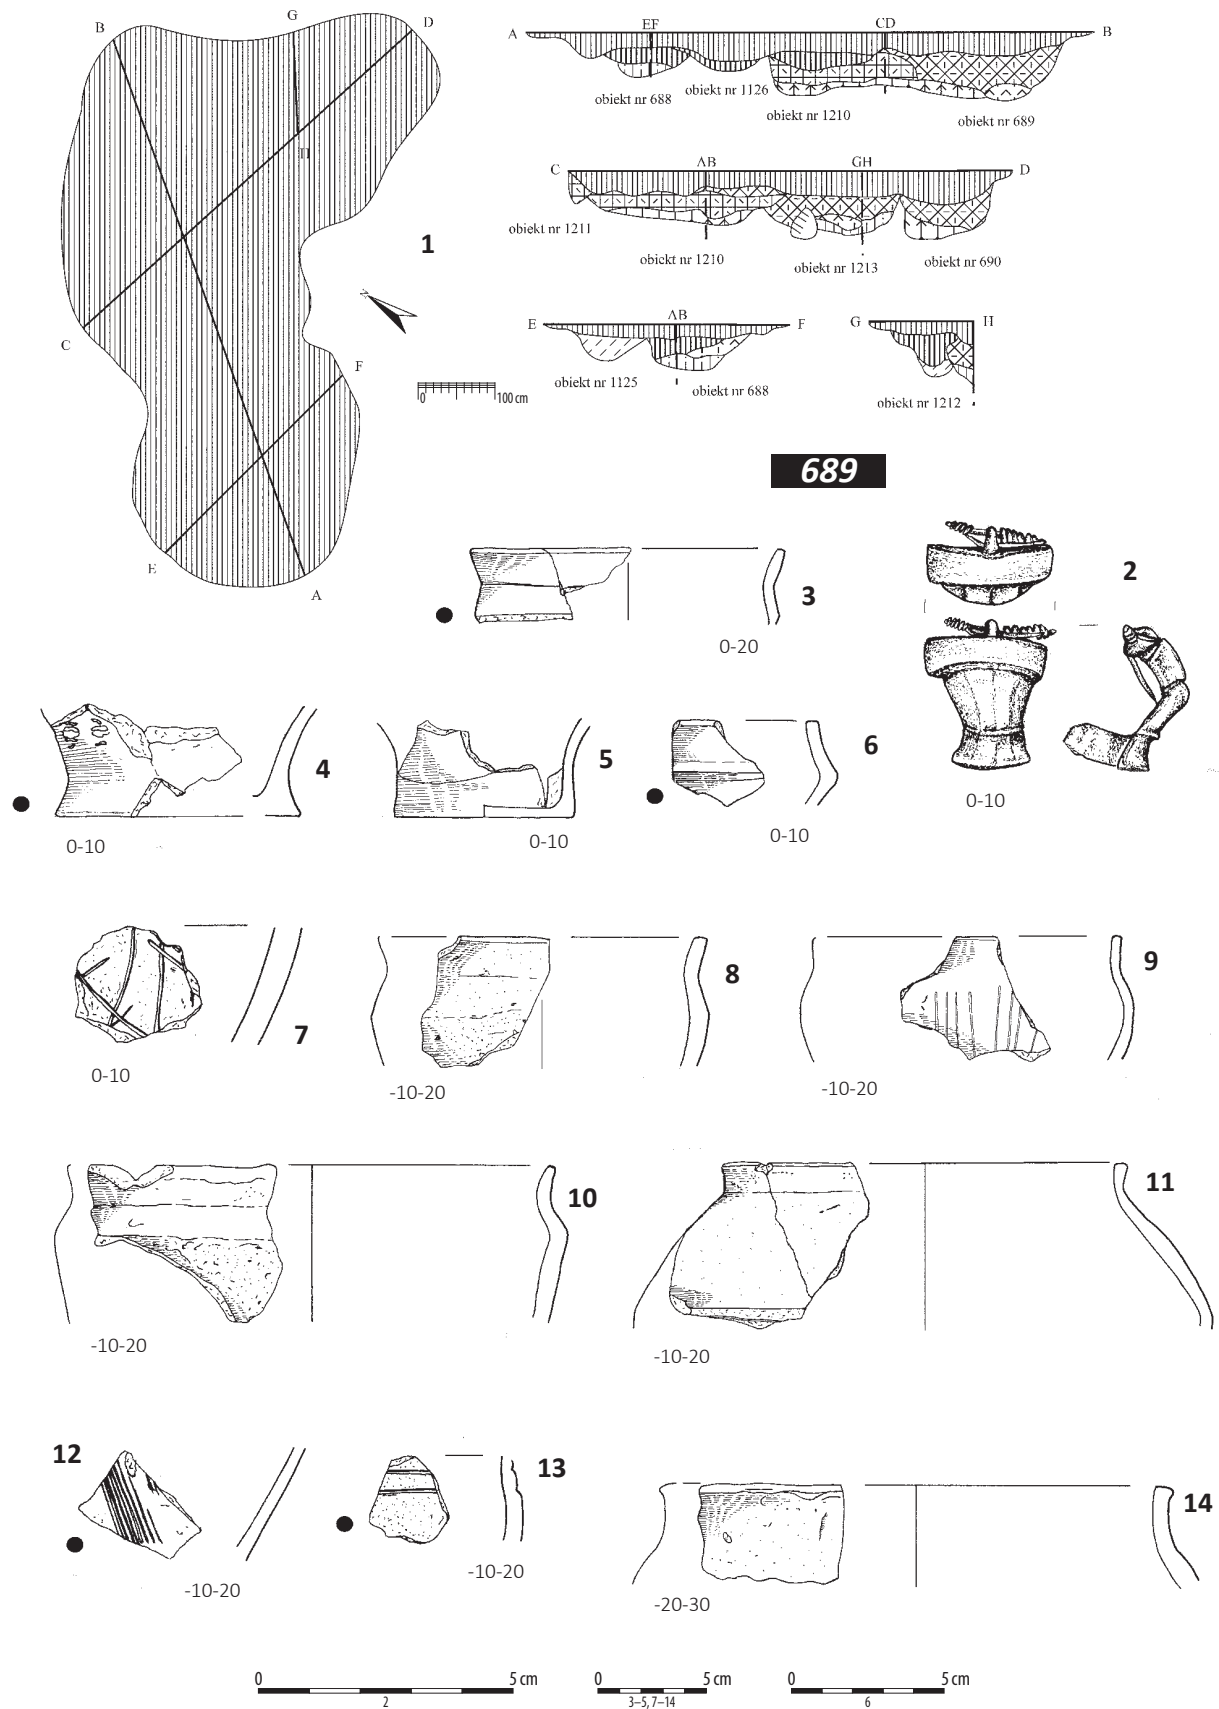 B
G
D
H
C
F
E
A
1
0
100 cm
A
EF
CD
B
obiekt nr 688
obiekt nr 1126
obiekt nr 1210
obiekt nr 689
C
AB
GH
D
obiekt nr 1211
obiekt nr 1210
obiekt nr 1213
obiekt nr 690
E
AB
F
G
H
obiekt nr 1125
obiekt nr 688
obiekt nr 1212
689
3
0-20
2
0-10
4
0-10
5
0-10
6
0-10
7
0-10
8
-10-20
9
-10-20
10
-10-20
11
-10-20
12
-10-20
13
-10-20
14
-20-30
0 5 cm
2
0 5 cm
3–5, 7–14
0 5 cm
6